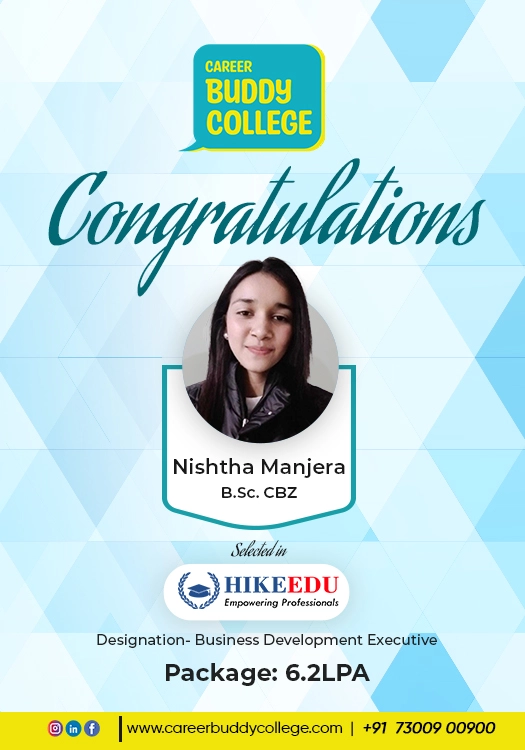 CAREER
BUDDY
COLLEGE
Congratulations
Nishtha Manjera
B.Sc. CBZ
Selected in
HIKEEDU
Empowering Professionals
Designation- Business Development Executive
Package: 6.2LPA
www.careerbuddycollege.com | +91 73009 00900